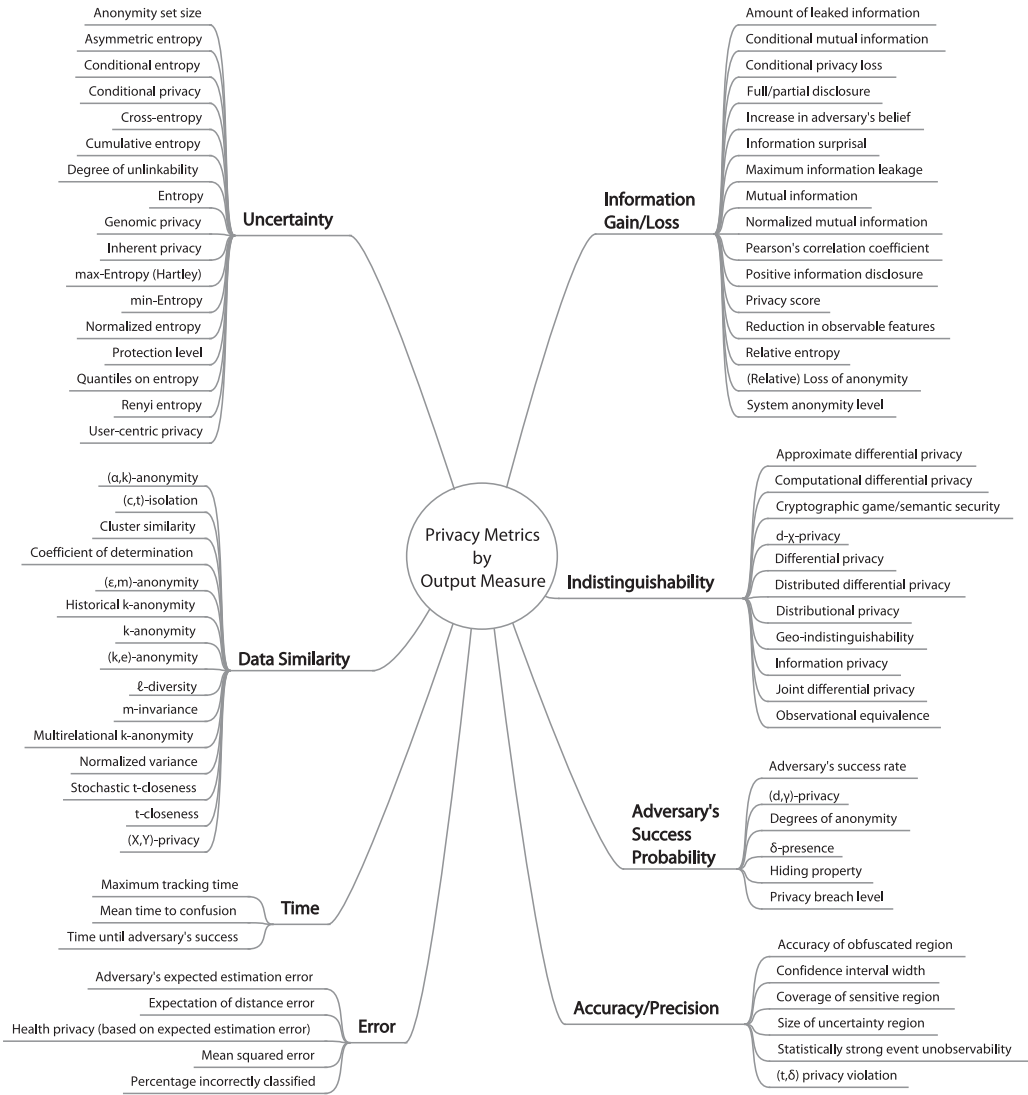 Privacy Metrics
by
Output Measure
Uncertainty
Anonymity set size
Asymmetric entropy
Conditional entropy
Conditional privacy
Cross-entropy
Cumulative entropy
Degree of unlinkability
Entropy
Genomic privacy
Inherent privacy
max-Entropy (Hartley)
min-Entropy
Normalized entropy
Protection level
Quantiles on entropy
Renyi entropy
User-centric privacy
Data Similarity
(α,k)-anonymity
(c,t)-isolation
Cluster similarity
Coefficient of determination
(ε,m)-anonymity
Historical k-anonymity
k-anonymity
(k,e)-anonymity
ℓ-diversity
m-invariance
Multirelational k-anonymity
Normalized variance
Stochastic t-closeness
t-closeness
(X,Y)-privacy
Time
Maximum tracking time
Mean time to confusion
Time until adversary's success
Error
Adversary's expected estimation error
Expectation of distance error
Health privacy (based on expected estimation error)
Mean squared error
Percentage incorrectly classified
Information
Gain/Loss
Amount of leaked information
Conditional mutual information
Conditional privacy loss
Full/partial disclosure
Increase in adversary's belief
Information surprisal
Maximum information leakage
Mutual information
Normalized mutual information
Pearson's correlation coefficient
Positive information disclosure
Privacy score
Reduction in observable features
Relative entropy
(Relative) Loss of anonymity
System anonymity level
Indistinguishability
Approximate differential privacy
Computational differential privacy
Cryptographic game/semantic security
d-χ-privacy
Differential privacy
Distributed differential privacy
Distributional privacy
Geo-indistinguishability
Information privacy
Joint differential privacy
Observational equivalence
Adversary's
Success
Probability
Adversary's success rate
(d,γ)-privacy
Degrees of anonymity
δ-presence
Hiding property
Privacy breach level
Accuracy/Precision
Accuracy of obfuscated region
Confidence interval width
Coverage of sensitive region
Size of uncertainty region
Statistically strong event unobservability
(t,δ) privacy violation